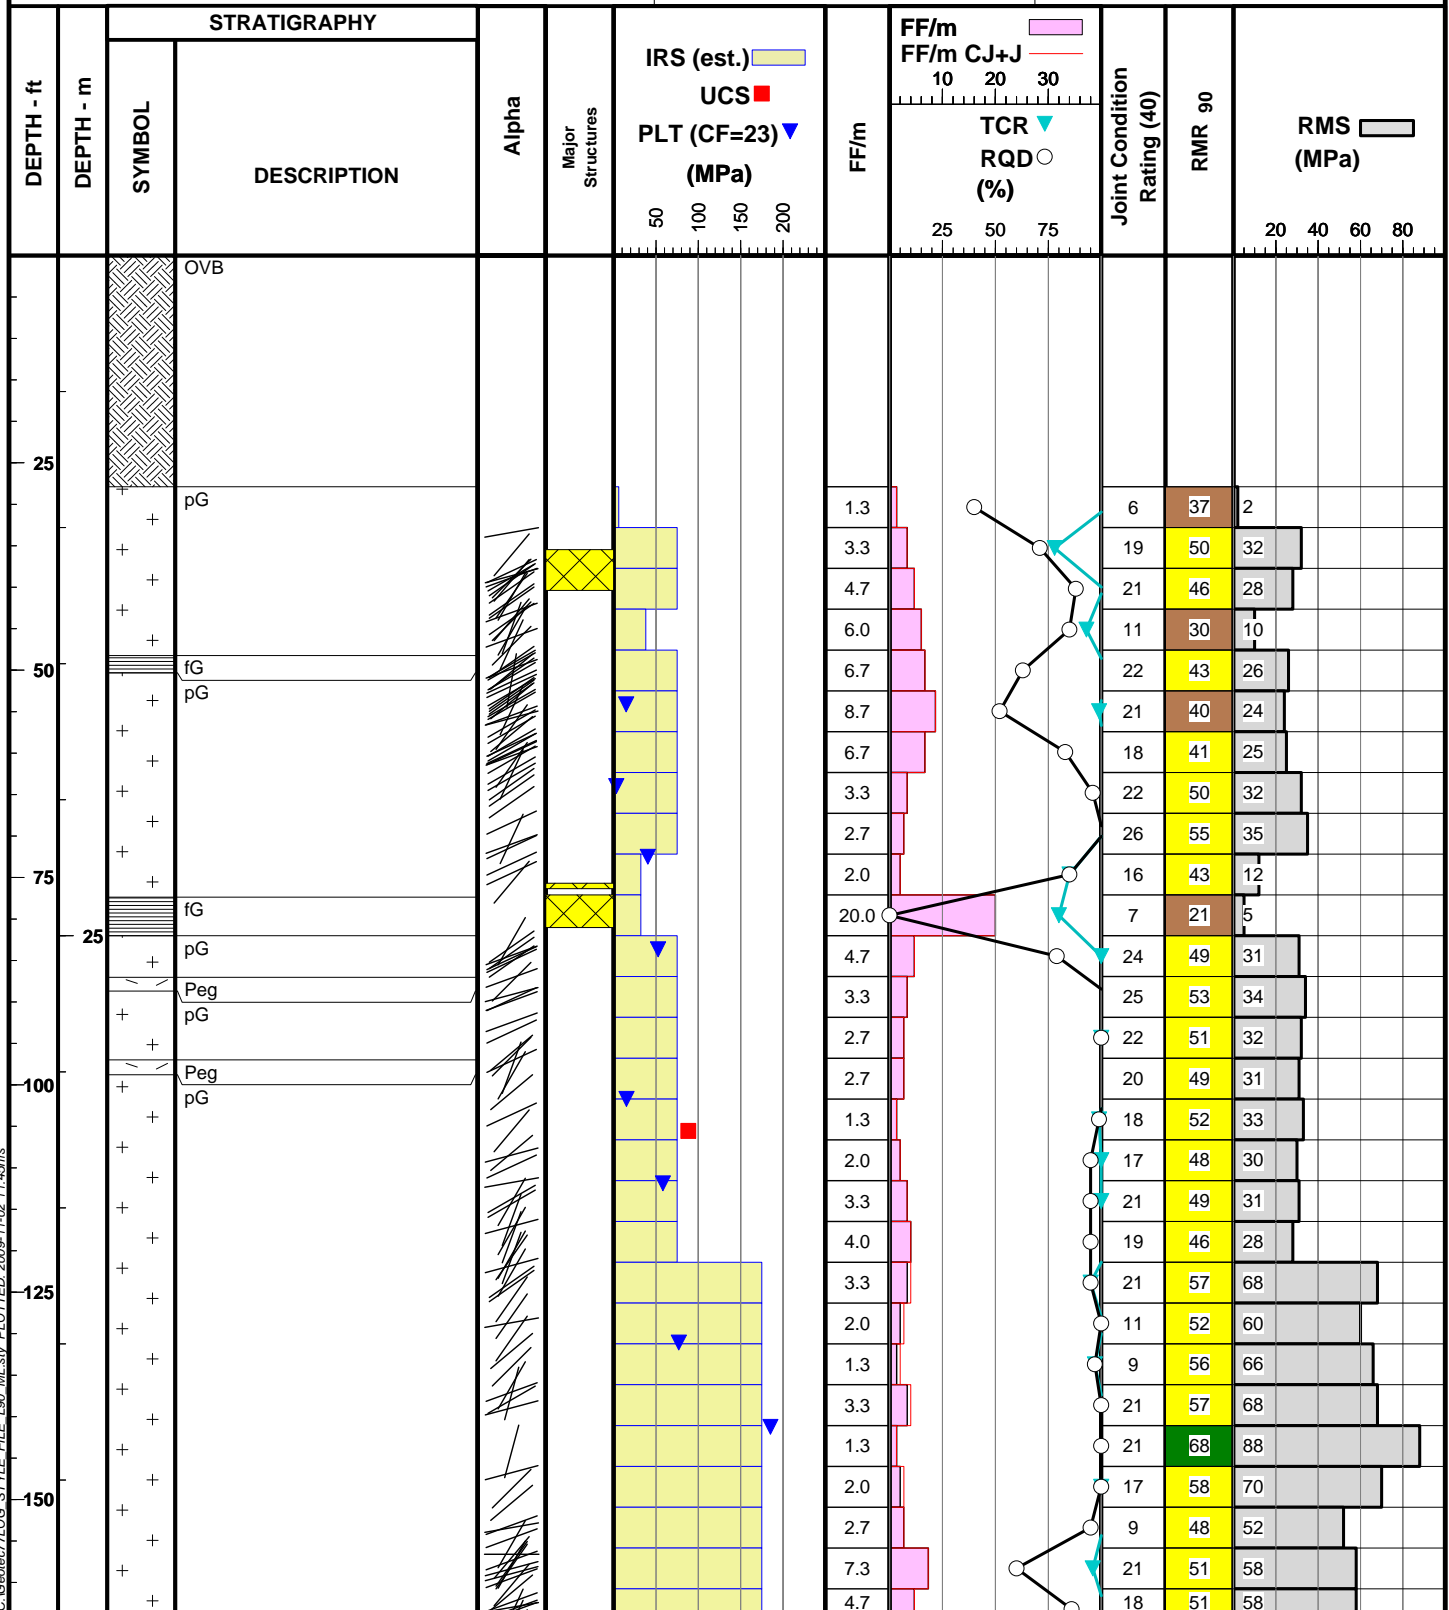 STRATIGRAPHY
DEPTH - ft
DEPTH - m
SYMBOL
DESCRIPTION
Alpha
Major
Structures
IRS (est.)
UCS
PLT (CF=23)
(MPa)
50 100 150 200
FF/m
FF/m
FF/m CJ+J
10 20 30
TCR
RQD
(%)
25 50 75
Joint Condition
Rating (40)
RMR 90
RMS
(MPa)
20 40 60 80
OVB
25
pG
1.3 6 37 2
3.3 19 50 32
4.7 21 46 28
6.0 11 30 10
50 fG
6.7 22 43 26
pG
8.7 21 40 24
6.7 18 41 25
3.3 22 50 32
2.7 26 55 35
75
2.0 16 43 12
fG
20.0 7 21 5
25
pG
4.7 24 49 31
Peg
3.3 25 53 34
pG
2.7 22 51 32
Peg
2.7 20 49 31
100
pG
1.3 18 52 33
2.0 17 48 30
3.3 21 49 31
4.0 19 46 28
125
3.3 21 57 68
2.0 11 52 60
1.3 9 56 66
3.3 21 57 68
1.3 21 68 88
150
2.0 17 58 70
2.7 9 48 52
7.3 21 51 58
4.7 18 51 58